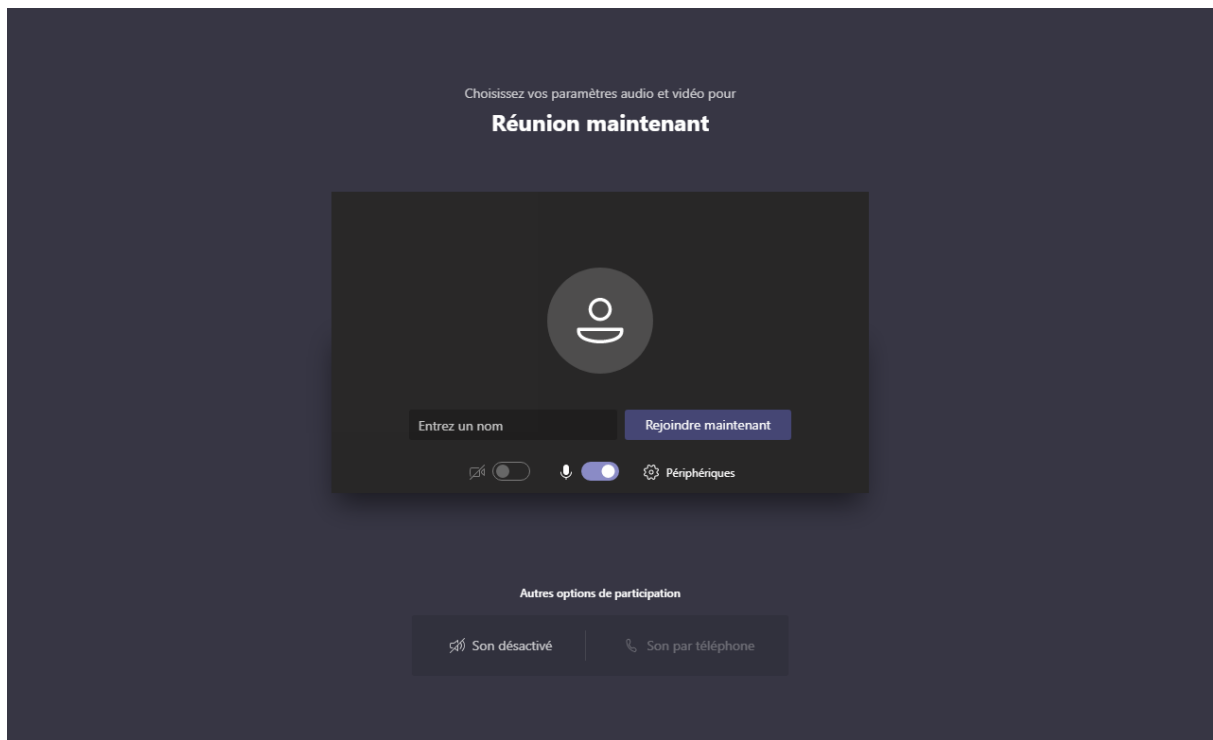 Choisissez vos paramètres audio et vidéo pour
Réunion maintenant
Entrez un nom
Rejoindre maintenant
Périphériques
Autres options de participation
Son désactivé
Son par téléphone